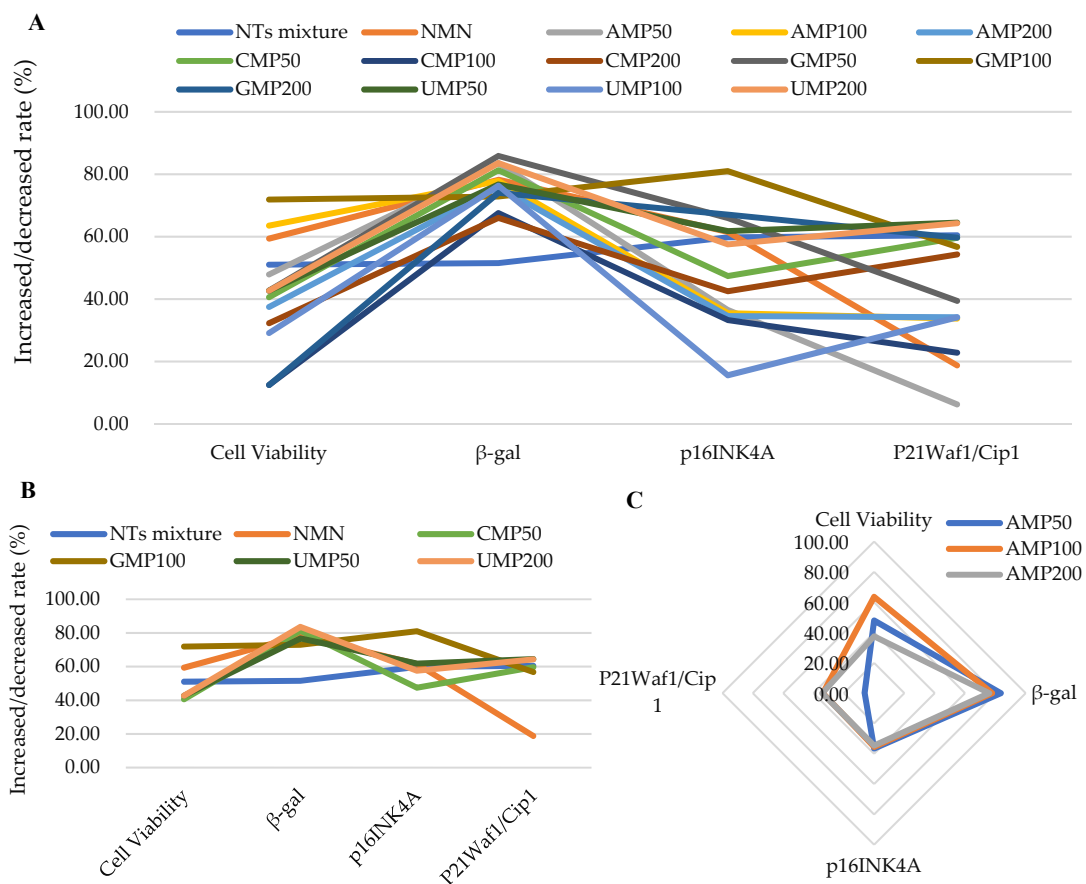 A
NTs mixture NMN AMP50 AMP100 AMP200
CMP50 CMP100 CMP200 GMP50 GMP100
GMP200 UMP50 UMP100 UMP200
Increased/decreased rate (%)
100.00
80.00
60.00
40.00
20.00
0.00
Cell Viability β-gal p16INK4A P21Waf1/Cip1
B
NTs mixture NMN CMP50
GMP100 UMP50 UMP200
Increased/decreased rate (%)
100.00
80.00
60.00
40.00
20.00
0.00
Cell Viability β-gal p16INK4A P21Waf1/Cip1
C
Cell Viability
AMP50
AMP100
AMP200
100.00
80.00
60.00
40.00
20.00
0.00
P21Waf1/Cip
1
β-gal
p16INK4A